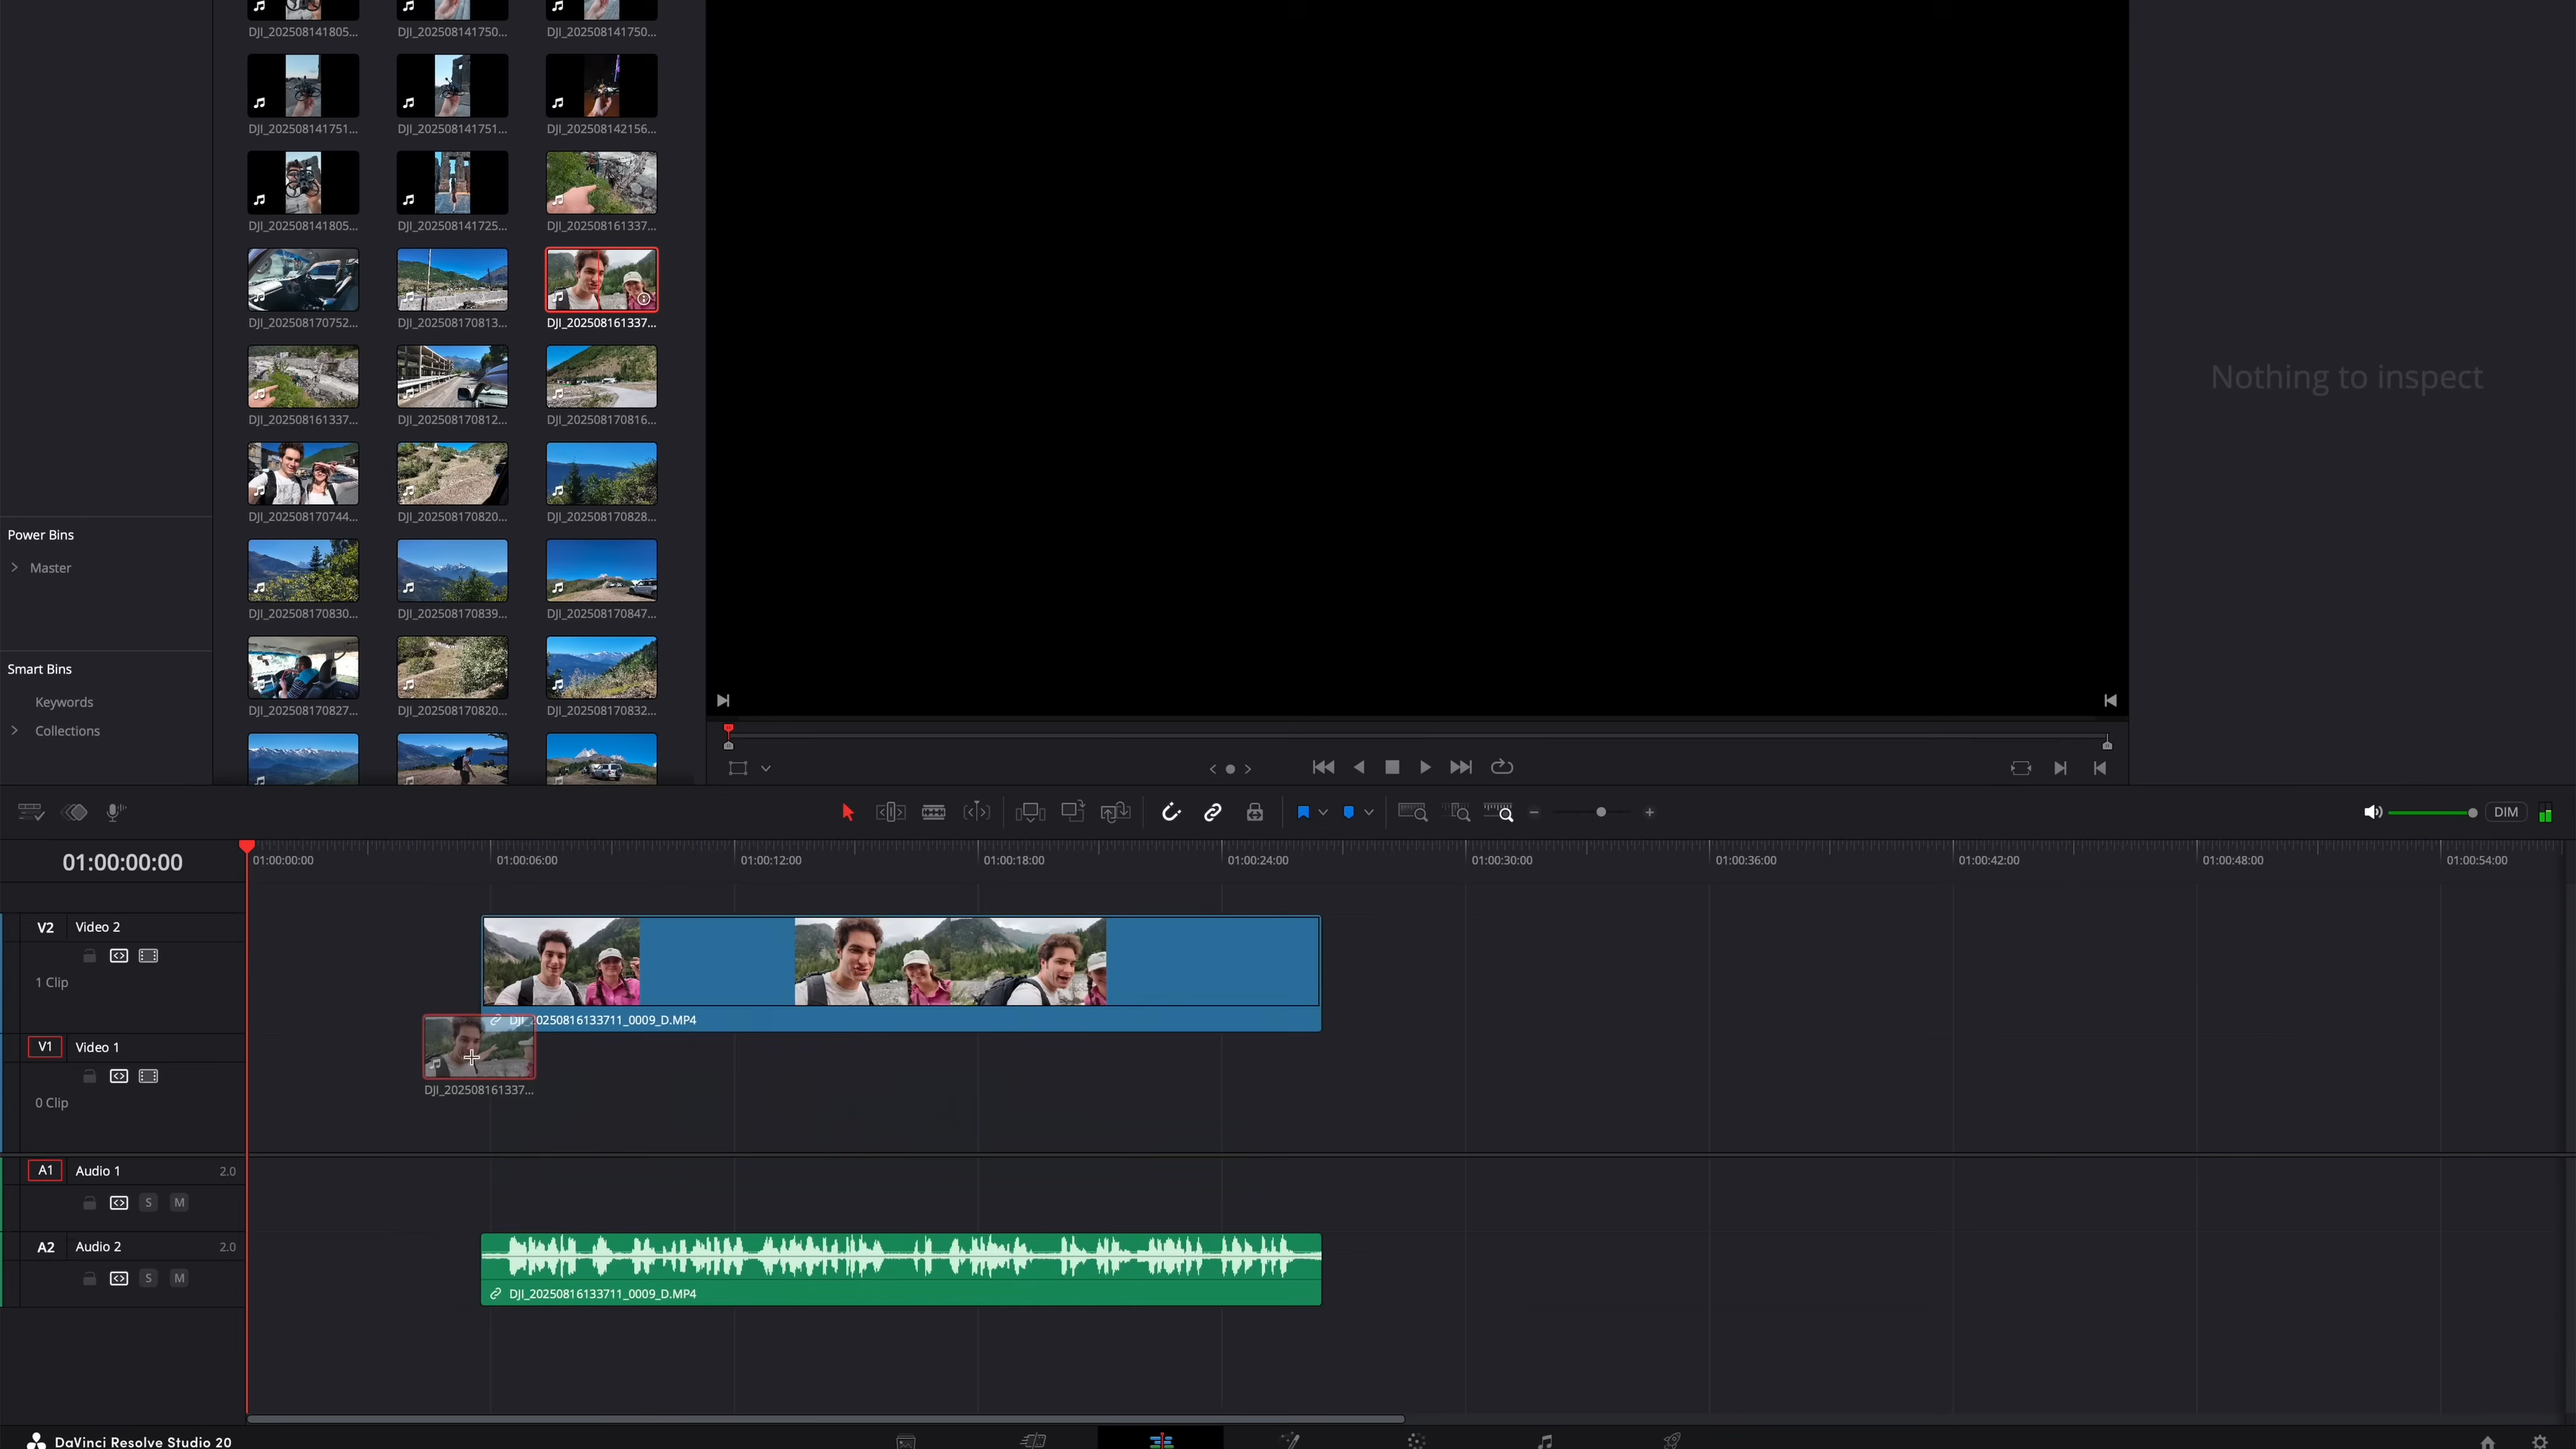 DJI_202508141805... DJI_202508141750... DJI_202508141750...
DJI_202508141751... DJI_202508141751... DJI_202508142156...
DJI_202508141805... DJI_202508141725... DJI_202508161337...
DJI_202508170752... DJI_202508170813... DJI_202508161337...
DJI_202508161337... DJI_202508170812... DJI_202508170816...
DJI_202508170744... DJI_202508170820... DJI_202508170828...
DJI_202508170830... DJI_202508170839... DJI_202508170847...
DJI_202508170827... DJI_202508170820... DJI_202508170832...
Power Bins
Master
Smart Bins
Keywords
Collections
Nothing to inspect
DIM
01:00:00:00
01:00:00:00 01:00:06:00 01:00:12:00 01:00:18:00 01:00:24:00 01:00:30:00 01:00:36:00 01:00:42:00 01:00:48:00 01:00:54:00
V2 Video 2
1 Clip
DJI_20250816133711_0009_D.MP4
V1 Video 1
0 Clip
DJI_202508161337...
A1 Audio 1 2.0
S M
A2 Audio 2 2.0
S M
DJI_20250816133711_0009_D.MP4
DaVinci Resolve Studio 20